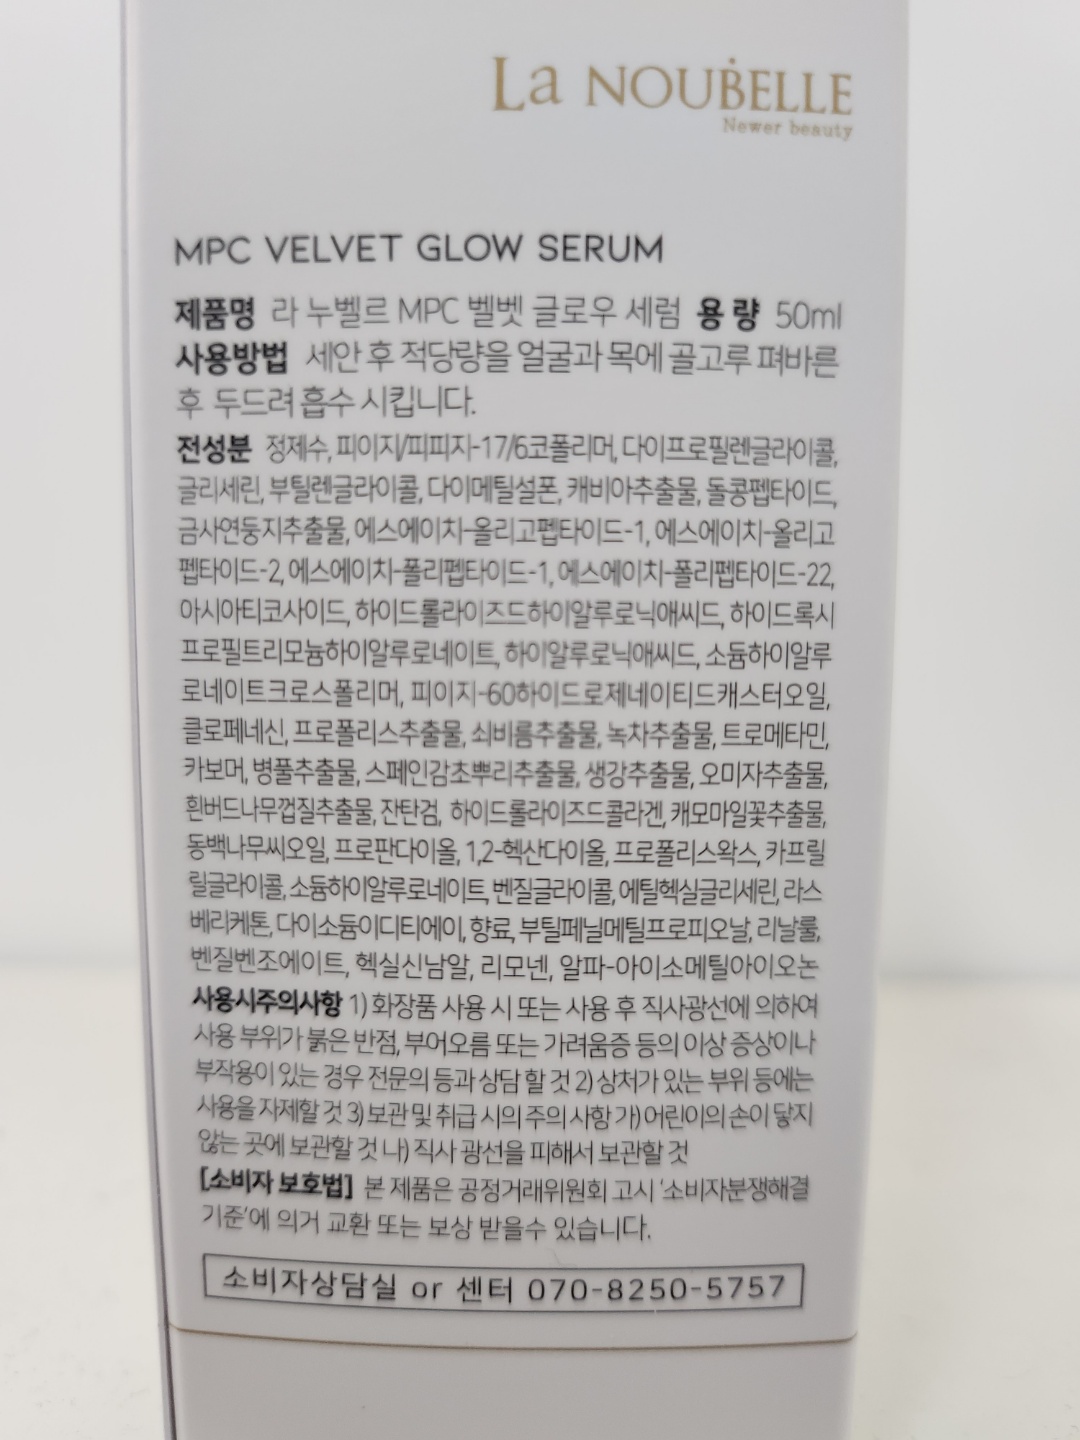 La NOUBELLE
Newer beauty
MPC VELVET GLOW SERUM
제품명 라 누벨르 MPC 벨벳 글로우 세럼 용 량 50ml
사용방법 세안 후 적당량을 얼굴과 목에 골고루 펴바른
후 두드려 흡수 시킵니다.
전성분 정제수, 피이지/피피지-17/6코폴리머, 다이프로필렌글라이콜,
글리세린, 부틸렌글라이콜, 다이메틸설폰, 캐비아추출물, 돌콩펩타이드,
금사연둥지추출물, 에스에이치-올리고펩타이드-1, 에스에이치-올리고
펩타이드-2, 에스에이치-폴리펩타이드-1, 에스에이치-폴리펩타이드-22,
아시아티코사이드, 하이드롤라이즈드하이알루로닉애씨드, 하이드록시
프로필트리모늄하이알루로네이트, 하이알루로닉애씨드, 소듐하이알루
로네이트크로스폴리머, 피이지-60하이드로제네이티드캐스터오일,
클로페네신, 프로폴리스추출물, 쇠비름추출물, 녹차추출물, 트로메타민,
카보머, 병풀추출물, 스페인감초뿌리추출물, 생강추출물, 오미자추출물,
흰버드나무껍질추출물, 잔탄검, 하이드롤라이즈드콜라겐, 캐모마일꽃추출물,
동백나무씨오일, 프로판다이올, 1,2-헥산다이올, 프로폴리스왁스, 카프릴
릴글라이콜, 소듐하이알루로네이트, 벤질글라이콜, 에틸헥실글리세린, 라스
베리케톤, 다이소듐이디티에이, 향료, 부틸페닐메틸프로피오날, 리날룰,
벤질벤조에이트, 헥실신남알, 리모넨, 알파-아이소메틸아이오논
사용시주의사항 1) 화장품 사용 시 또는 사용 후 직사광선에 의하여
사용 부위가 붉은 반점, 부어오름 또는 가려움증 등의 이상 증상이나
부작용이 있는 경우 전문의 등과 상담 할 것 2) 상처가 있는 부위 등에는
사용을 자제할 것 3) 보관 및 취급 시의 주의 사항 가) 어린이의 손이 닿지
않는 곳에 보관할 것 나) 직사 광선을 피해서 보관할 것
[소비자 보호법] 본 제품은 공정거래위원회 고시 '소비자분쟁해결
기준'에 의거 교환 또는 보상 받을수 있습니다.
소비자상담실 or 센터 070-8250-5757